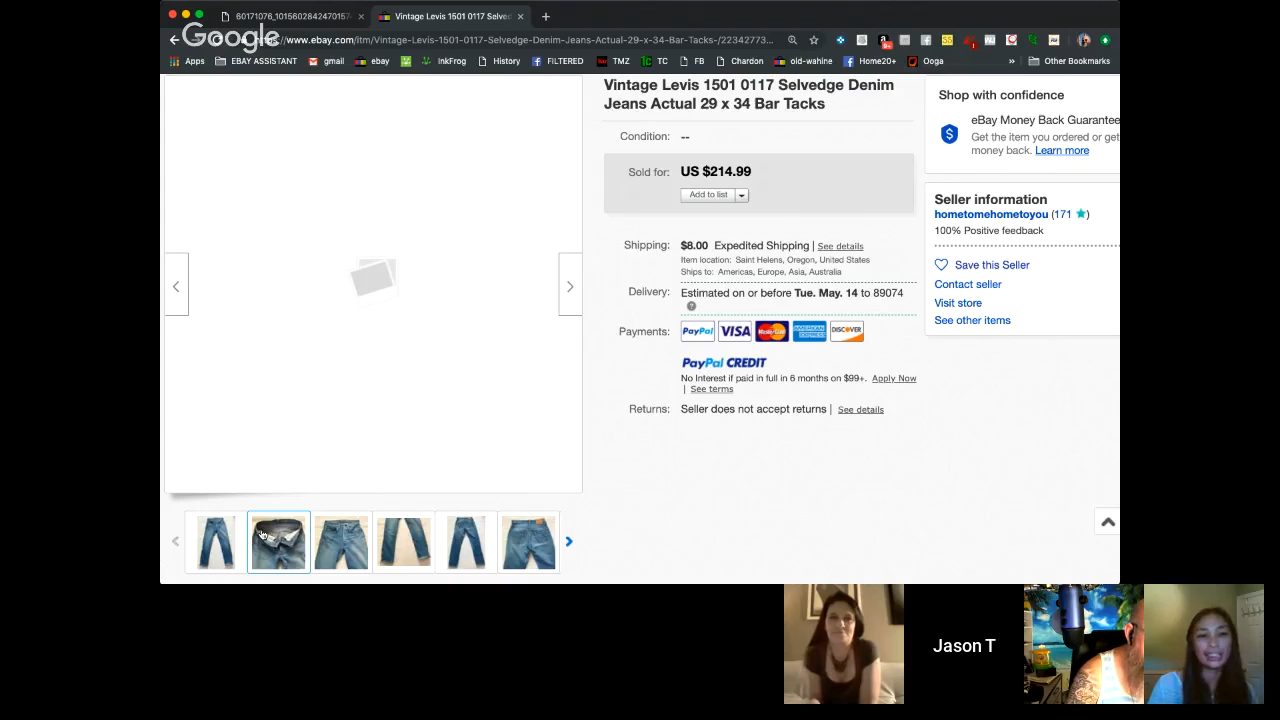 60171076_1015602842470157
Vintage Levis 1501 0117 Selved
Google
https://www.ebay.com/itm/Vintage-Levis-1501-0117-Selvedge-Denim-Jeans-Actual-29-x-34-Bar-Tacks-/22342773...
Apps EBAY ASSISTANT gmail ebay InkFrog History FILTERED TMZ TC FB Chardon old-wahine Home20+ Ooga » Other Bookmarks
Vintage Levis 1501 0117 Selvedge Denim
Jeans Actual 29 x 34 Bar Tacks
Condition: --
Sold for: US $214.99
Add to list
Shipping: $8.00 Expedited Shipping | See details
Item location: Saint Helens, Oregon, United States
Ships to: Americas, Europe, Asia, Australia
Delivery: Estimated on or before Tue. May. 14 to 89074
Payments: PayPal VISA MasterCard AMERICAN EXPRESS DISCOVER
PayPal CREDIT
No Interest if paid in full in 6 months on $99+. Apply Now
| See terms
Returns: Seller does not accept returns | See details
Shop with confidence
eBay Money Back Guarantee
Get the item you ordered or get
money back. Learn more
Seller information
hometomehometoyou (171)
100% Positive feedback
Save this Seller
Contact seller
Visit store
See other items
Jason T